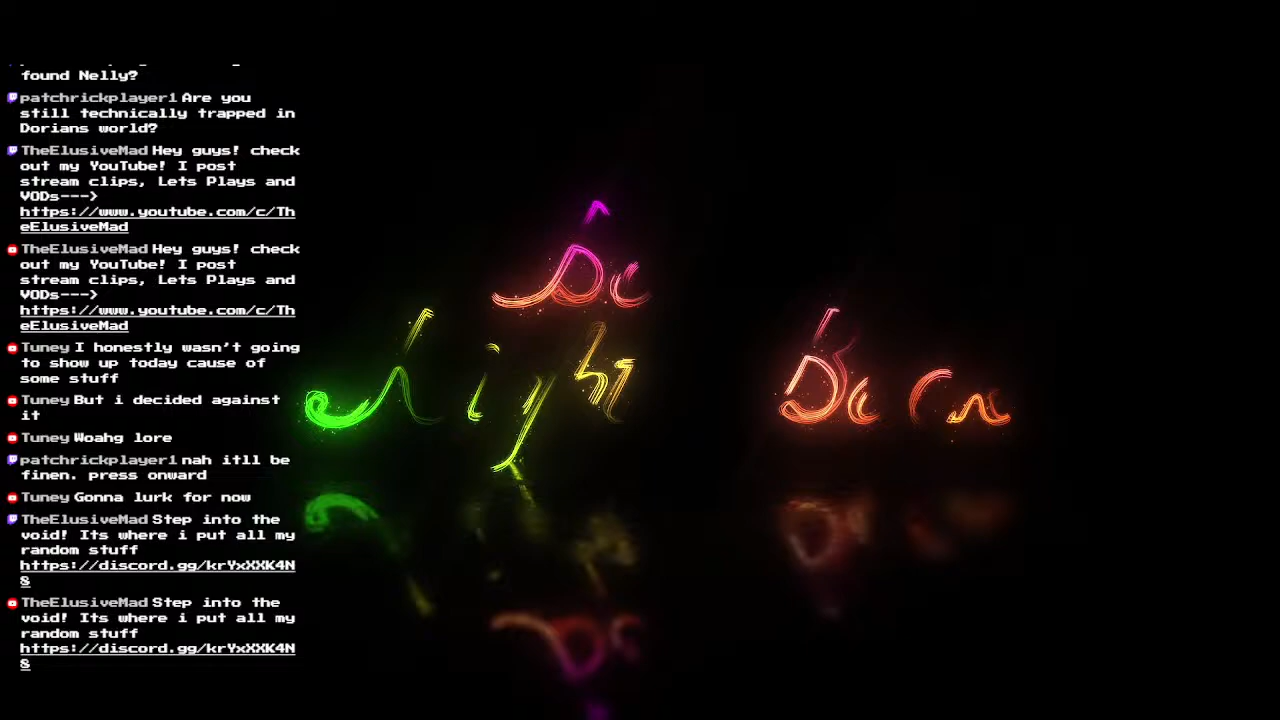 found Nelly?
patchrickplayer1 Are you
still technically trapped in
Dorians world?
TheElusiveMad Hey guys! check
out my YouTube! I post
stream clips, Lets Plays and
VODs--->
https://www.youtube.com/c/Th
eElusiveMad
TheElusiveMad Hey guys! check
out my YouTube! I post
stream clips, Lets Plays and
VODs--->
https://www.youtube.com/c/Th
eElusiveMad
Tuney I honestly wasn't going
to show up today cause of
some stuff
Tuney But i decided against
it
Tuney Woahg lore
patchrickplayer1 nah itll be
finen. press onward
Tuney Gonna lurk for now
TheElusiveMad Step into the
void! Its where i put all my
random stuff
https://discord.gg/krYxXXK4N
8
TheElusiveMad Step into the
void! Its where i put all my
random stuff
https://discord.gg/krYxXXK4N
8